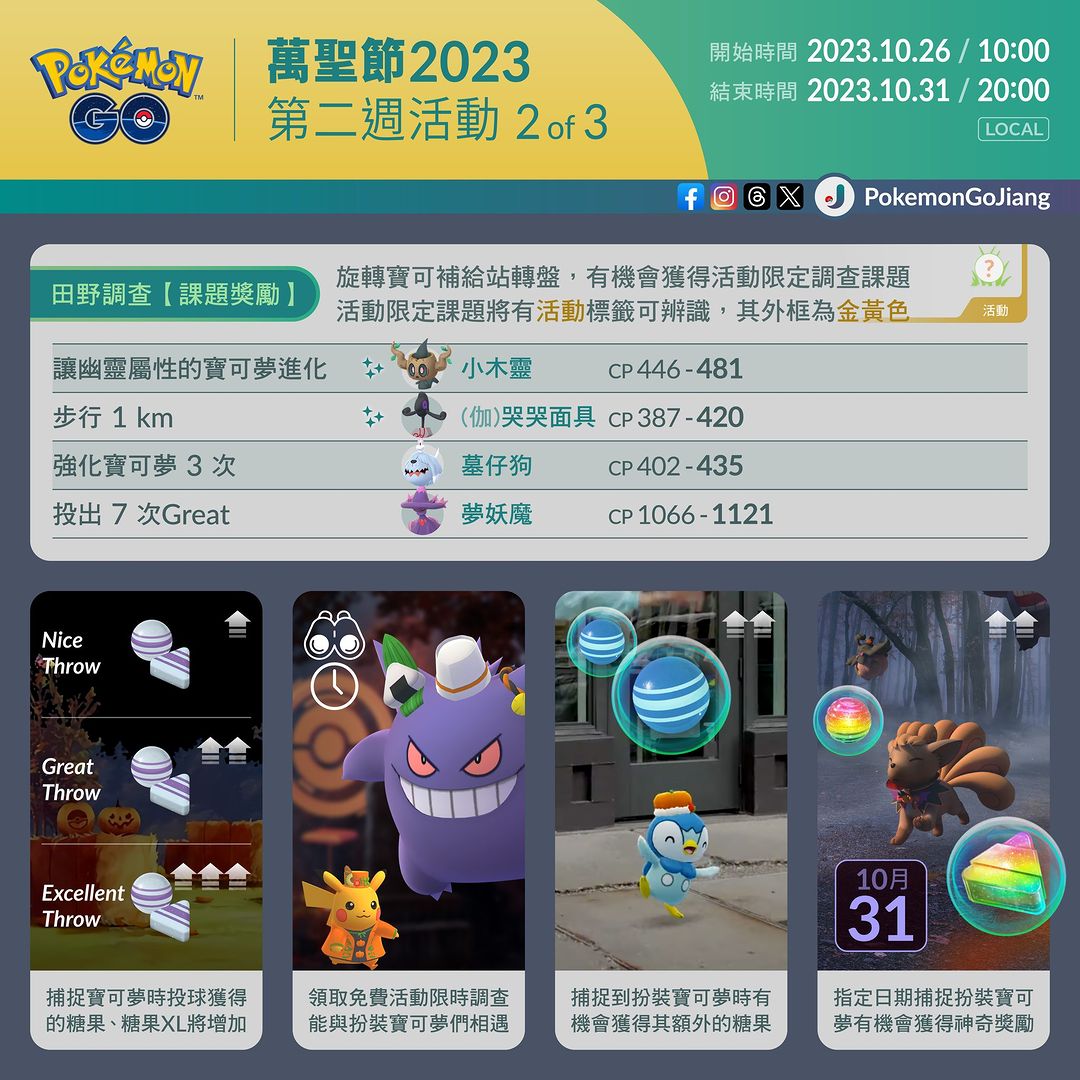 POKÉMON
GO
TM
萬聖節2023
第二週活動 2 of 3
開始時間 2023.10.26 / 10:00
結束時間 2023.10.31 / 20:00
LOCAL
PokemonGoJiang
田野調查【課題獎勵】
旋轉寶可補給站轉盤，有機會獲得活動限定調查課題
活動限定課題將有活動標籤可辨識，其外框為金黃色
?
活動
讓幽靈屬性的寶可夢進化 小木靈 CP 446 - 481
步行 1 km (伽)哭哭面具 CP 387 - 420
強化寶可夢 3 次 墓仔狗 CP 402 - 435
投出 7 次Great 夢妖魔 CP 1066 - 1121
Nice
Throw
Great
Throw
Excellent
Throw
捕捉寶可夢時投球獲得
的糖果、糖果XL將增加
領取免費活動限時調查
能與扮裝寶可夢們相遇
捕捉到扮裝寶可夢時有
機會獲得其額外的糖果
10月
31
指定日期捕捉扮裝寶可
夢有機會獲得神奇獎勵